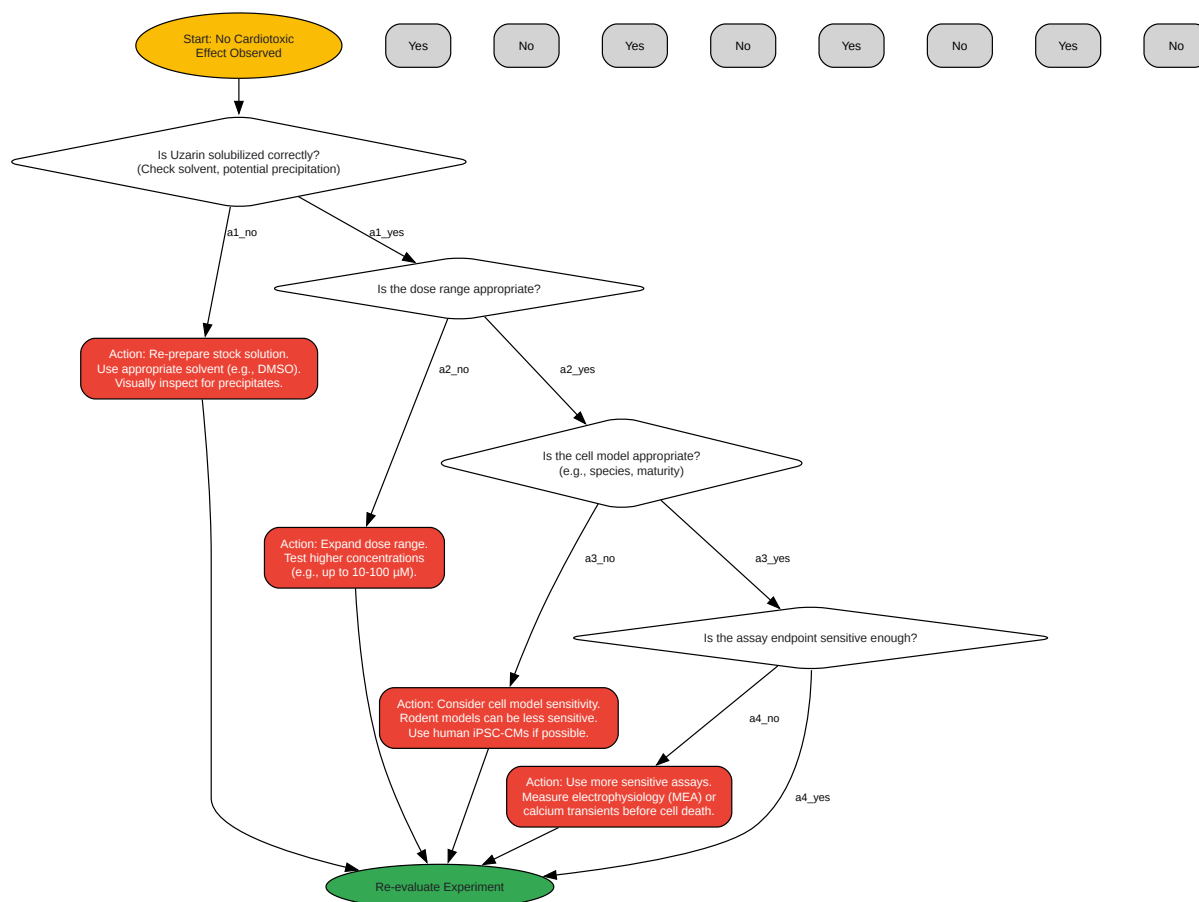 Start: No Cardiotoxic
Effect Observed
Yes
No
Yes
No
Yes
No
Yes
No
Is Uzarin solubilized correctly?
(Check solvent, potential precipitation)
a1_no
a1_yes
Is the dose range appropriate?
Action: Re-prepare stock solution.
Use appropriate solvent (e.g., DMSO).
Visually inspect for precipitates.
a2_no
a2_yes
Is the cell model appropriate?
(e.g., species, maturity)
Action: Expand dose range.
Test higher concentrations
(e.g., up to 10-100 µM).
a3_no
a3_yes
Is the assay endpoint sensitive enough?
Action: Consider cell model sensitivity.
Rodent models can be less sensitive.
Use human iPSC-CMs if possible.
a4_no
Action: Use more sensitive assays.
Measure electrophysiology (MEA) or
calcium transients before cell death.
a4_yes
Re-evaluate Experiment